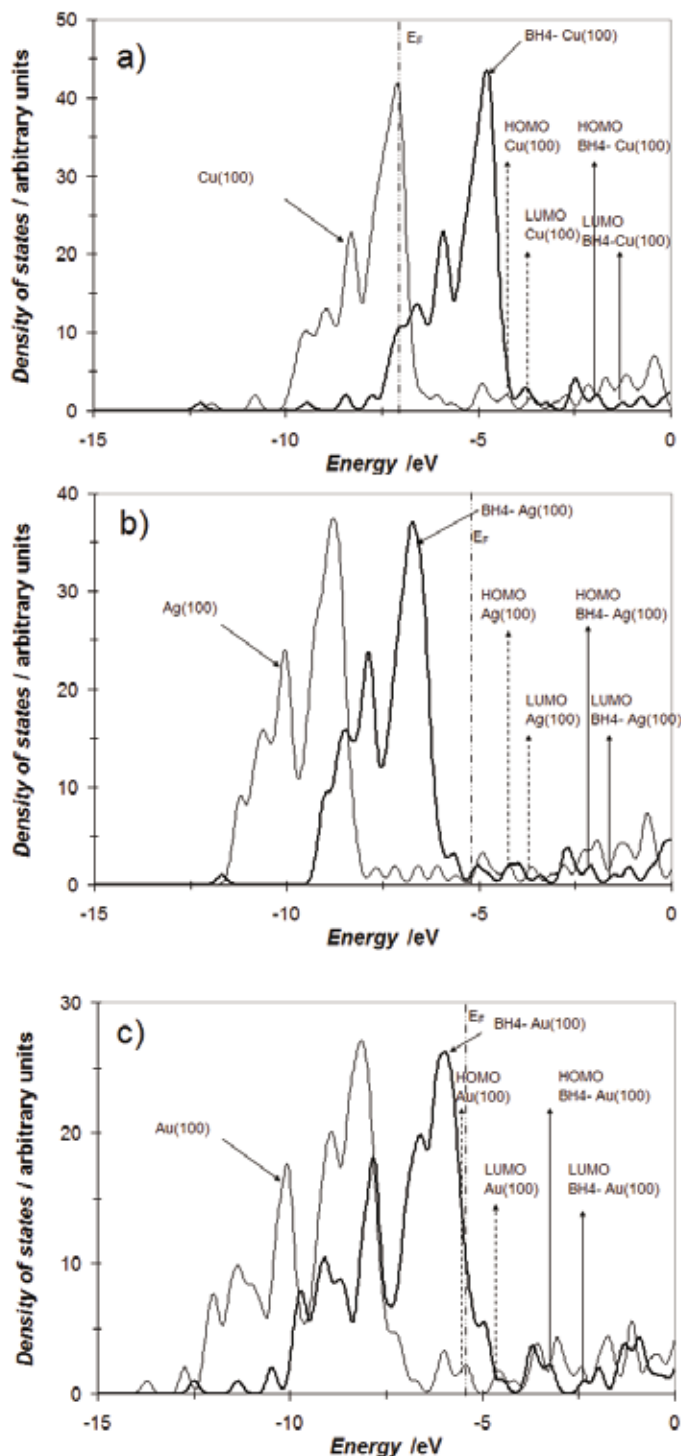 a)
Density of states / arbitrary units
50
40
30
20
10
0
E_F
BH4- Cu(100)
Cu(100)
HOMO
Cu(100)
HOMO
BH4- Cu(100)
LUMO
Cu(100)
LUMO
BH4-Cu(100)
-15
-10
-5
0
Energy /eV
b)
Density of states / arbitrary units
40
30
20
10
0
BH4- Ag(100)
E_F
Ag(100)
HOMO
Ag(100)
HOMO
BH4- Ag(100)
LUMO
Ag(100)
LUMO
BH4- Ag(100)
-15
-10
-5
0
Energy /eV
c)
Density of states / arbitrary units
30
20
10
0
E_F
BH4- Au(100)
Au(100)
HOMO
Au(100)
HOMO
BH4- Au(100)
LUMO
Au(100)
LUMO
BH4- Au(100)
-15
-10
-5
0
Energy /eV